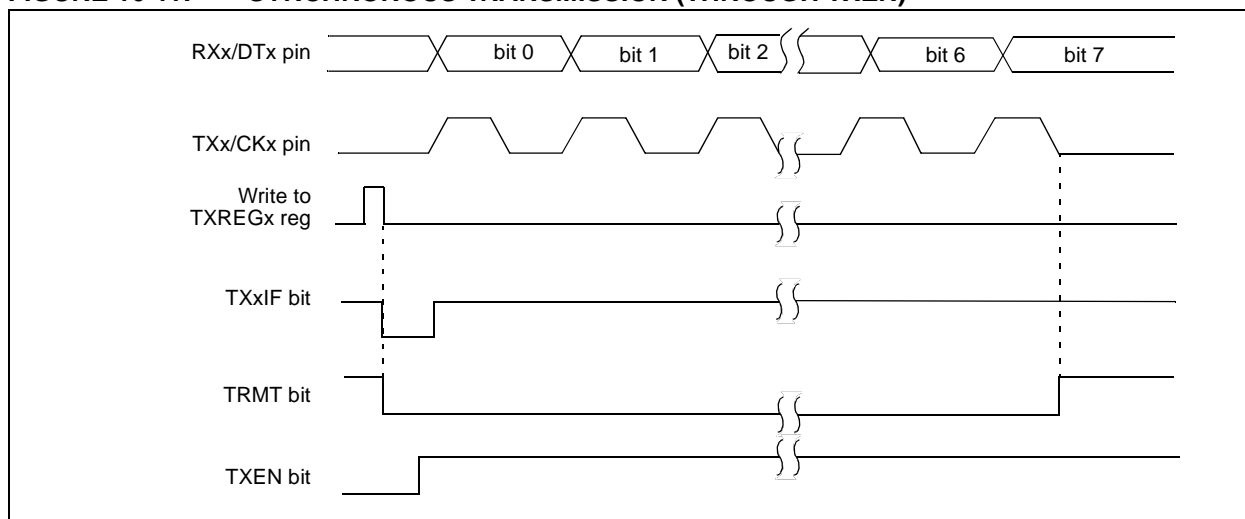 RXx/DTx pin
bit 0
bit 1
bit 2
bit 6
bit 7
TXx/CKx pin
Write to
TXREGx reg
TXxIF bit
TRMT bit
TXEN bit